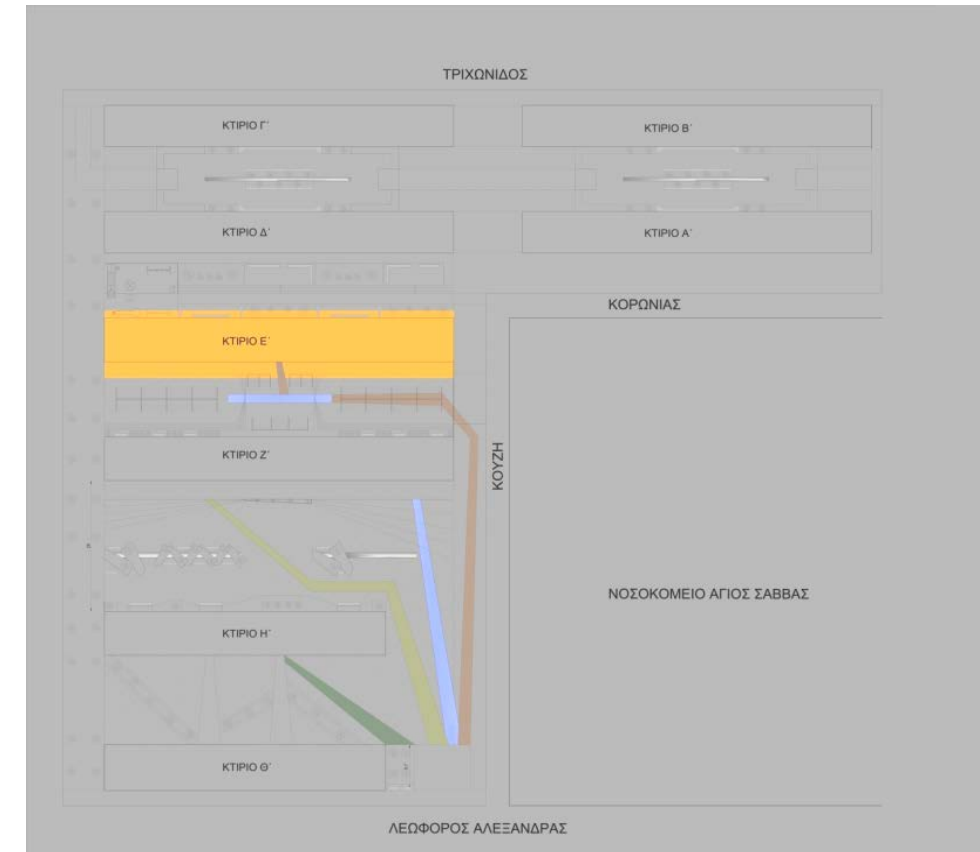 ΤΡΙΧΩΝΙΔΟΣ
ΚΤΙΡΙΟ Γ΄
ΚΤΙΡΙΟ Β΄
ΚΤΙΡΙΟ Δ΄
ΚΤΙΡΙΟ Α΄
ΚΟΡΩΝΙΑΣ
ΚΤΙΡΙΟ Ε΄
ΚΤΙΡΙΟ Ζ΄
ΚΟΥΖΗ
ΝΟΣΟΚΟΜΕΙΟ ΑΓΙΟΣ ΣΑΒΒΑΣ
ΚΤΙΡΙΟ Η΄
ΚΤΙΡΙΟ Θ΄
ΛΕΩΦΟΡΟΣ ΑΛΕΞΑΝΔΡΑΣ